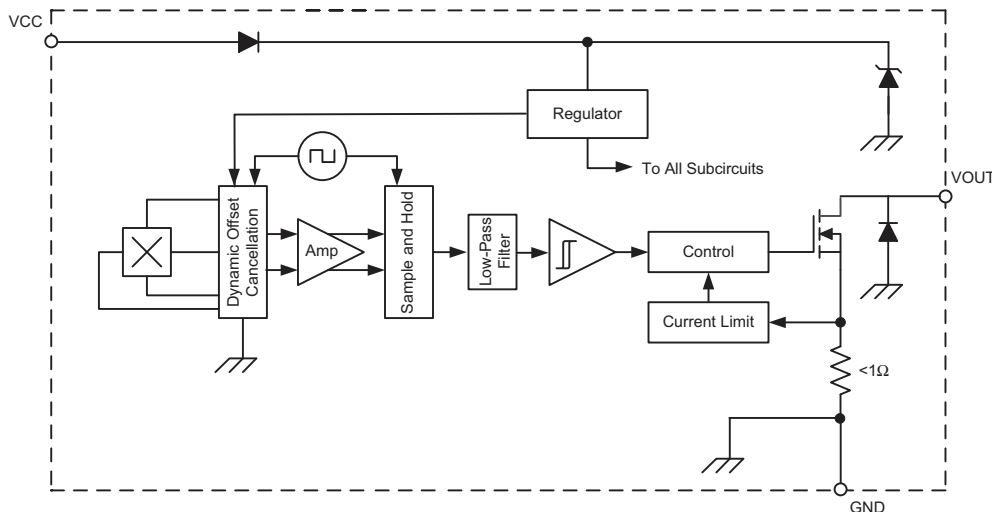 VCC
Regulator
To All Subcircuits
VOUT
Dynamic Offset
Cancellation
Amp
Sample and Hold
Low-Pass
Filter
Control
Current Limit
<1Ω
GND